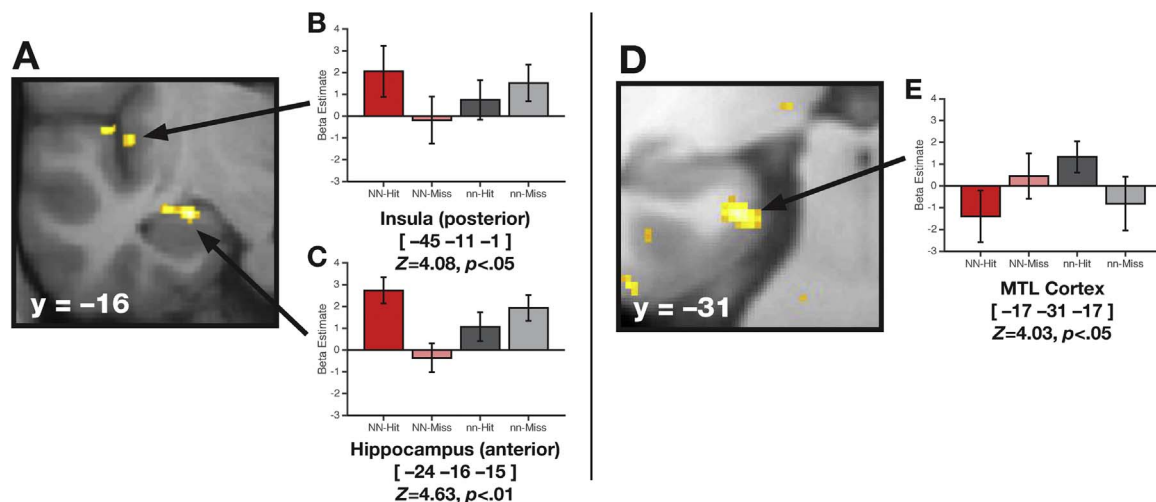 A
y = −16
B
Beta Estimate
4
3
2
1
0
-1
-2
-3
NN-Hit NN-Miss nn-Hit nn-Miss
Insula (posterior)
[ −45 −11 −1 ]
Z=4.08, p<.05
C
Beta Estimate
3
2
1
0
-1
-2
-3
NN-Hit NN-Miss nn-Hit nn-Miss
Hippocampus (anterior)
[ −24 −16 −15 ]
Z=4.63, p<.01
D
y = −31
E
Beta Estimate
4
3
2
1
0
-1
-2
-3
NN-Hit NN-Miss nn-Hit nn-Miss
MTL Cortex
[ −17 −31 −17 ]
Z=4.03, p<.05